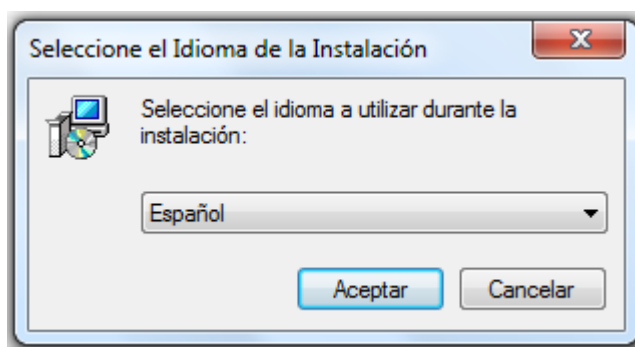 Seleccione el Idioma de la Instalación
Seleccione el idioma a utilizar durante la
instalación:
Español
Aceptar Cancelar